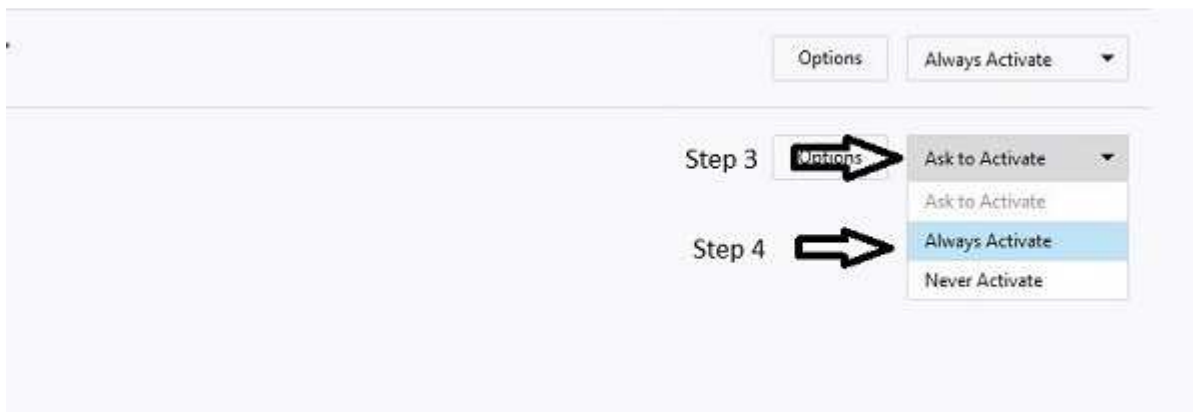 Options Always Activate
Step 3 Options Ask to Activate
Ask to Activate
Step 4 Always Activate
Never Activate